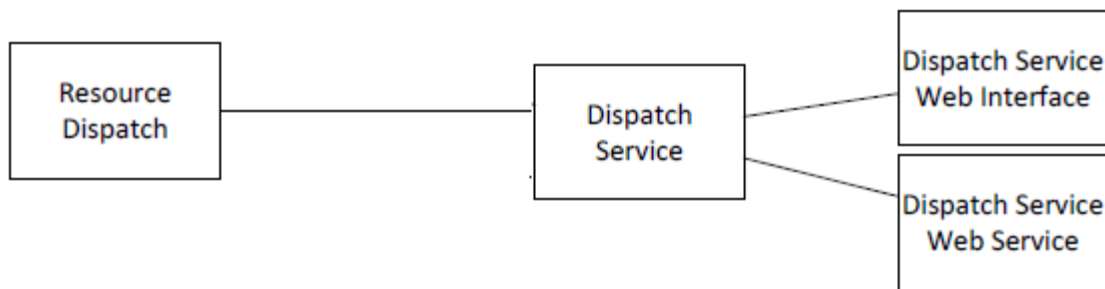 Resource
Dispatch
Dispatch
Service
Dispatch Service
Web Interface
Dispatch Service
Web Service